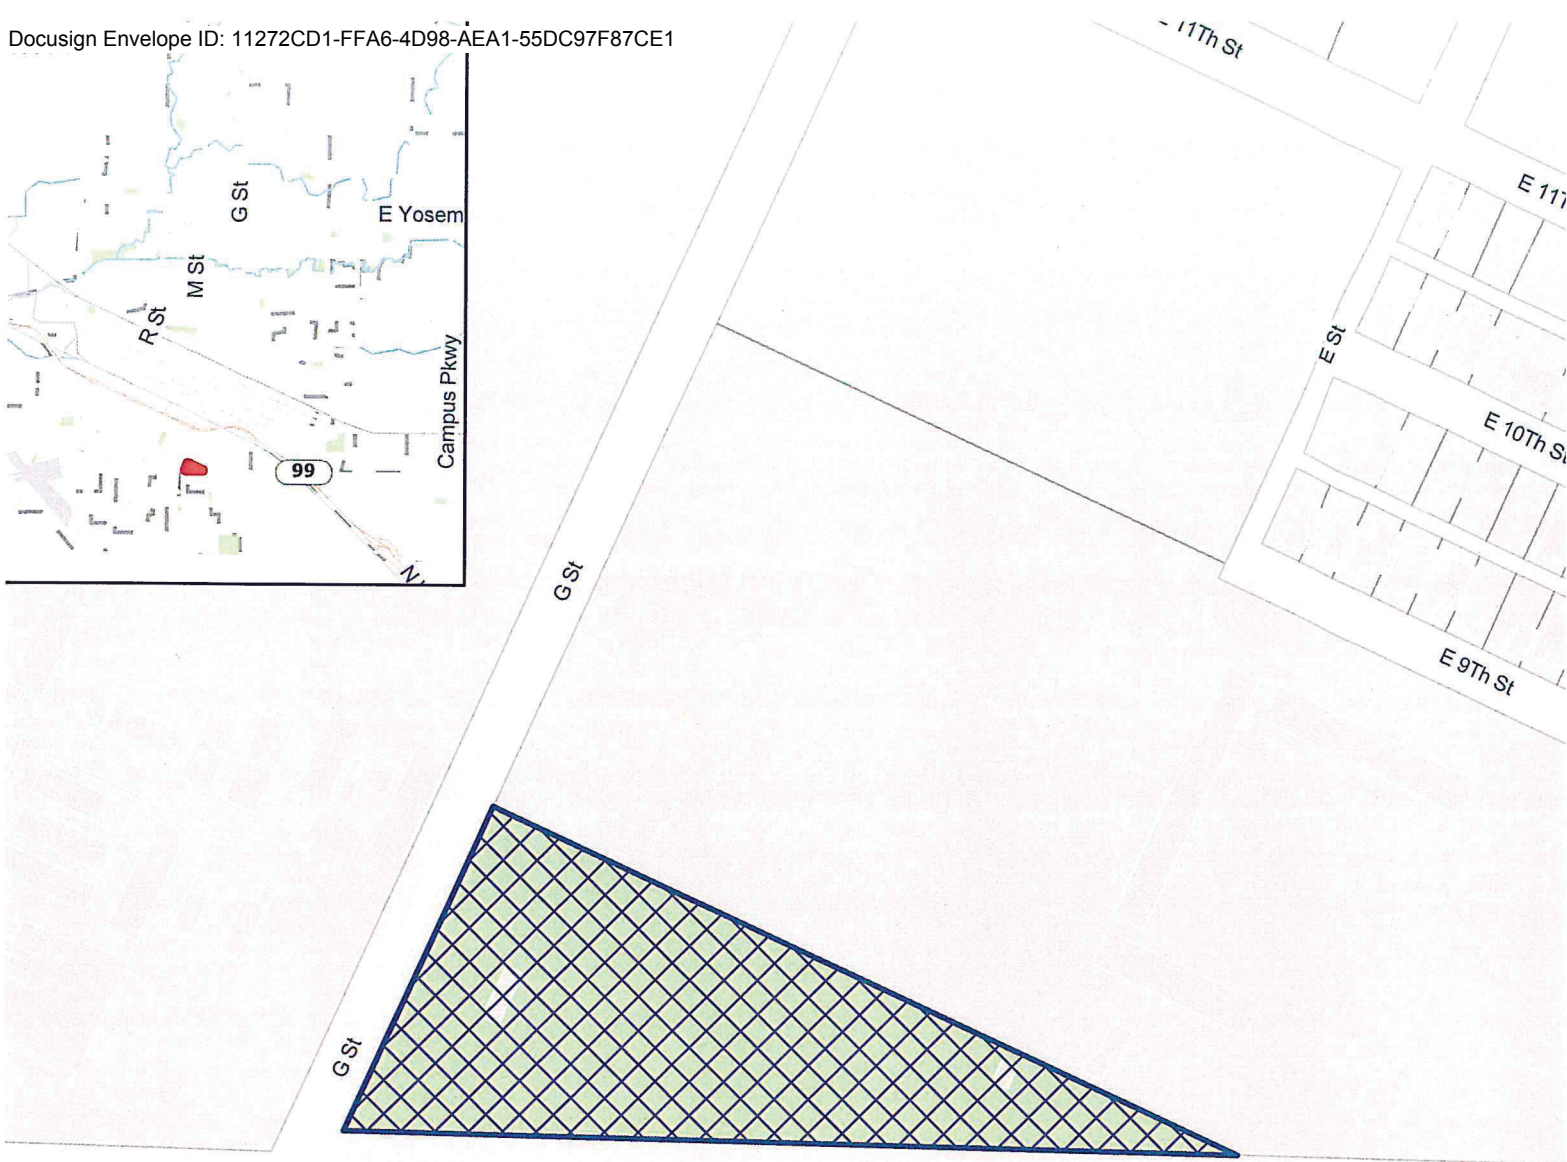 Docusign Envelope ID: 11272CD1-FFA6-4D98-AEA1-55DC97F87CE1
11Th St
E 11T
G St
E Yosem
M St
R St
E St
Campus Pkwy
E 10Th St
99
G St
E 9Th St
G St